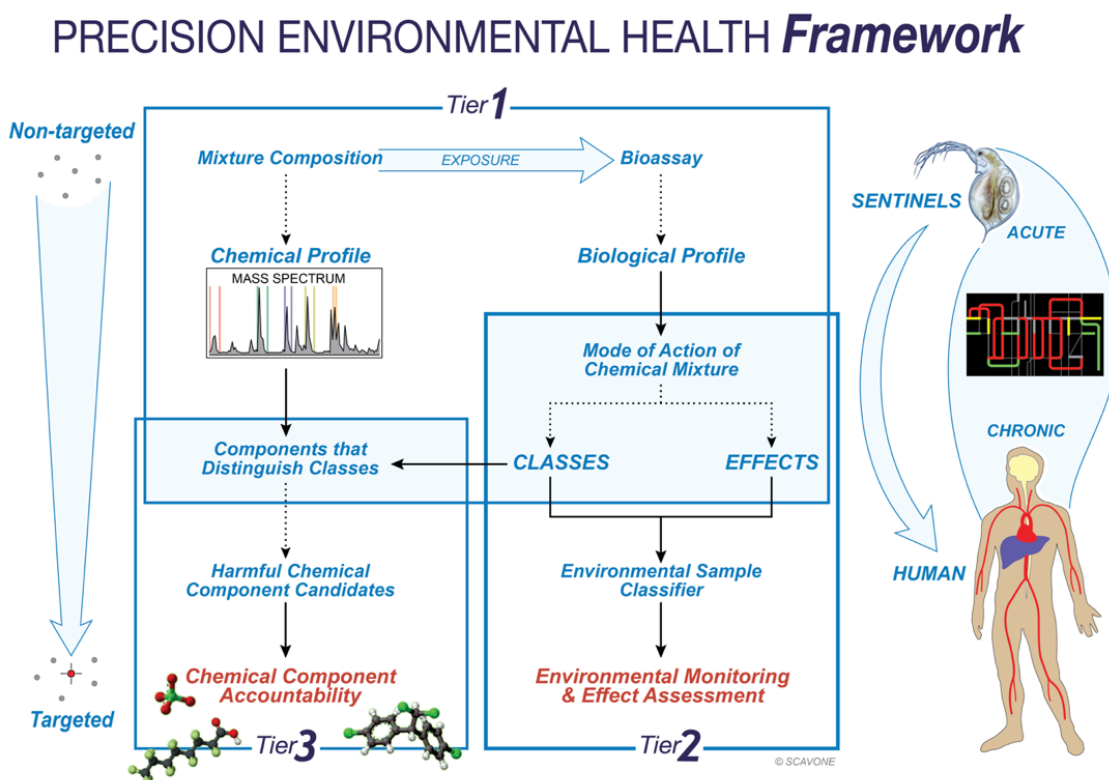 PRECISION ENVIRONMENTAL HEALTH Framework
Tier 1
Non-targeted
Mixture Composition
EXPOSURE
Bioassay
SENTINELS
ACUTE
Chemical Profile
MASS SPECTRUM
Biological Profile
Mode of Action of
Chemical Mixture
CHRONIC
Components that
Distinguish Classes
CLASSES
EFFECTS
HUMAN
Harmful Chemical
Component Candidates
Environmental Sample
Classifier
Chemical Component
Accountability
Environmental Monitoring
& Effect Assessment
Targeted
Tier 3
Tier 2
© SCAVONE